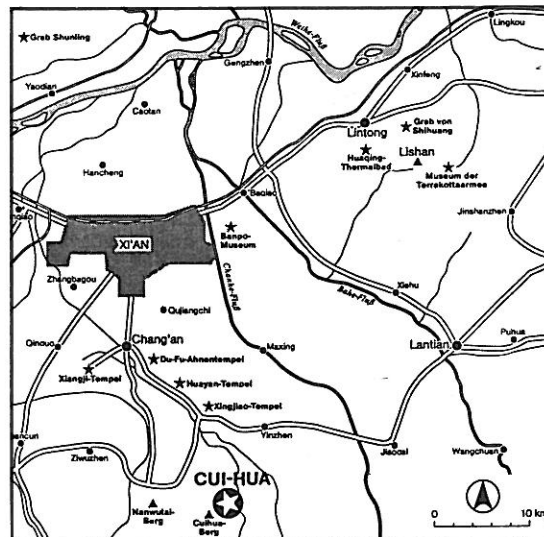 Grab Shunling
Weihe-Fluß
Lingkou
Gengzhen
Yaodian
Xinfeng
Caotan
Lintong
Grab von
Shihuang
Huaqing-
Thermalbad
Lishan
Museum der
Terrakottaarmee
Hancheng
Baqiao
Jinshanzhen
XI'AN
Banpo-
Museum
Chanhe-Fluß
Bahe-Fluß
Zhangbagou
Qujiangchi
Xiehu
Puhua
Lantian
Qinouo
Chang'an
Maxing
Du-Fu-Ahnentempel
Xiangji-Tempel
Huayan-Tempel
Xingjiao-Tempel
Yinzhen
Jiaodai
Wangchuan
Ziwuzhen
CUI-HUA
Nanwutai-
Berg
Cuihua-
Berg
0 10 km